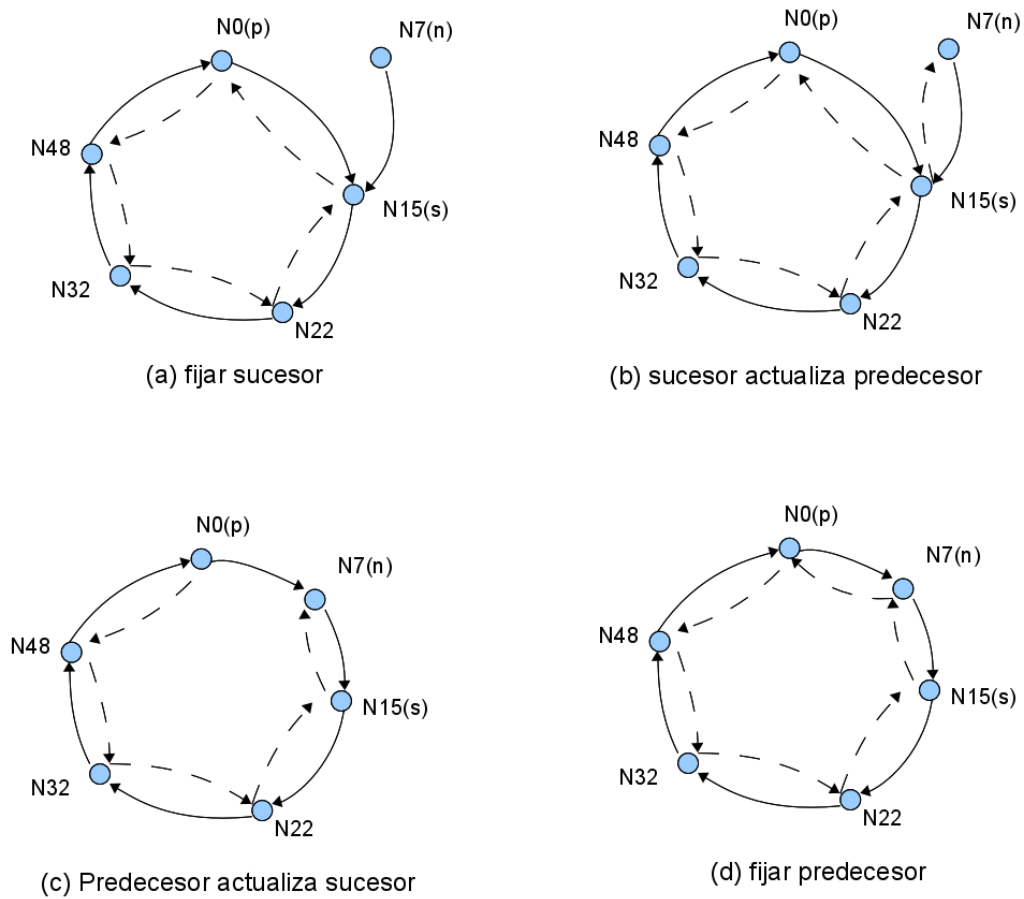 N0(p)
N7(n)
N48
N15(s)
N32
N22
(a) fijar sucesor
N0(p)
N7(n)
N48
N15(s)
N32
N22
(b) sucesor actualiza predecesor
N0(p)
N7(n)
N48
N15(s)
N32
N22
(c) Predecesor actualiza sucesor
N0(p)
N7(n)
N48
N15(s)
N32
N22
(d) fijar predecesor